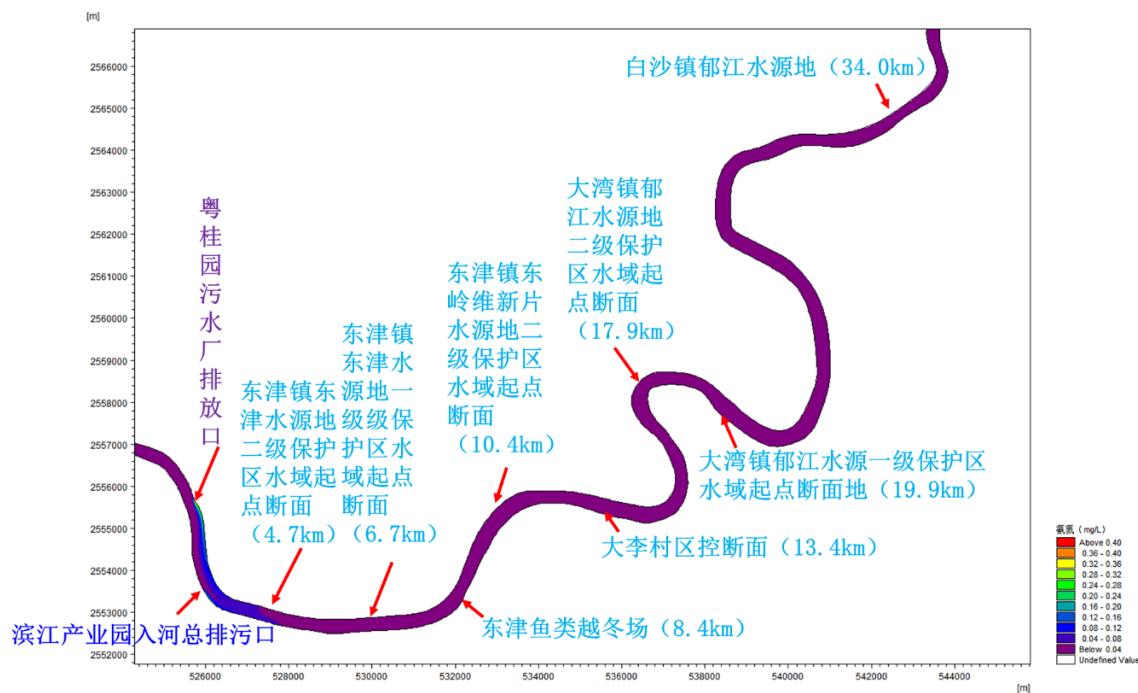 [m]
2566000
2565000
2564000
2563000
2562000
2561000
2560000
2559000
2558000
2557000
2556000
2555000
2554000
2553000
2552000
526000
528000
530000
532000
534000
536000
538000
540000
542000
544000
[m]
白沙镇郁江水源地（34.0km）
粤桂园污水厂排放口
东津镇东
津水源地
二级保护
区水域起
点断面
（4.7km）
东津镇
东津水
源地一
级级保
护区水
域起点
断面
（6.7km）
东津镇东
岭维新片
水源地二
级保护区
水域起点
断面
（10.4km）
大湾镇郁
江水源地
二级保护
区水域起
点断面
（17.9km）
大湾镇郁江水源一级保护区
水域起点断面地（19.9km）
大李村区控断面（13.4km）
东津鱼类越冬场（8.4km）
滨江产业园入河总排污口
氨氮（mg/L）
Above 0.40
0.36 - 0.40
0.32 - 0.36
0.28 - 0.32
0.24 - 0.28
0.20 - 0.24
0.16 - 0.20
0.12 - 0.16
0.08 - 0.12
0.04 - 0.08
Below 0.04
Undefined Value